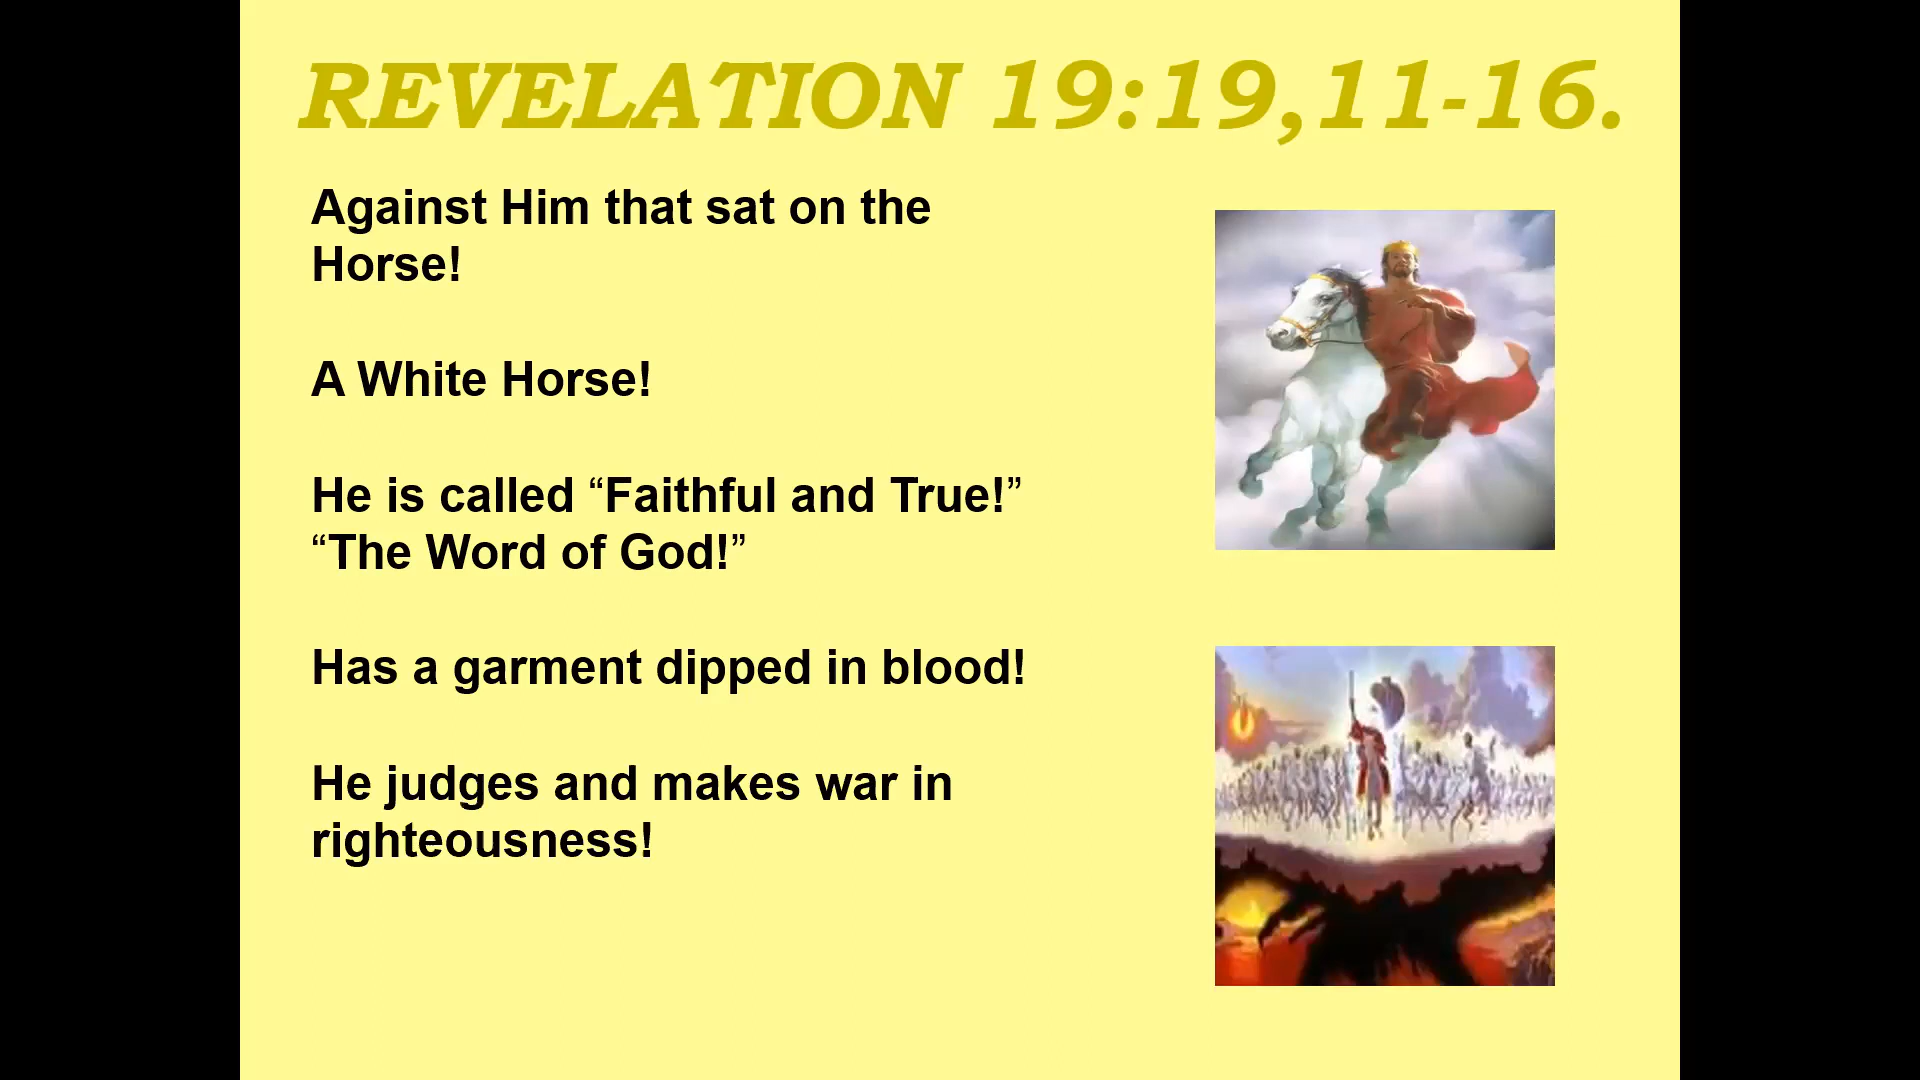 REVELATION 19:19,11-16.
Against Him that sat on the
Horse!
A White Horse!
He is called “Faithful and True!”
“The Word of God!”
Has a garment dipped in blood!
He judges and makes war in
righteousness!